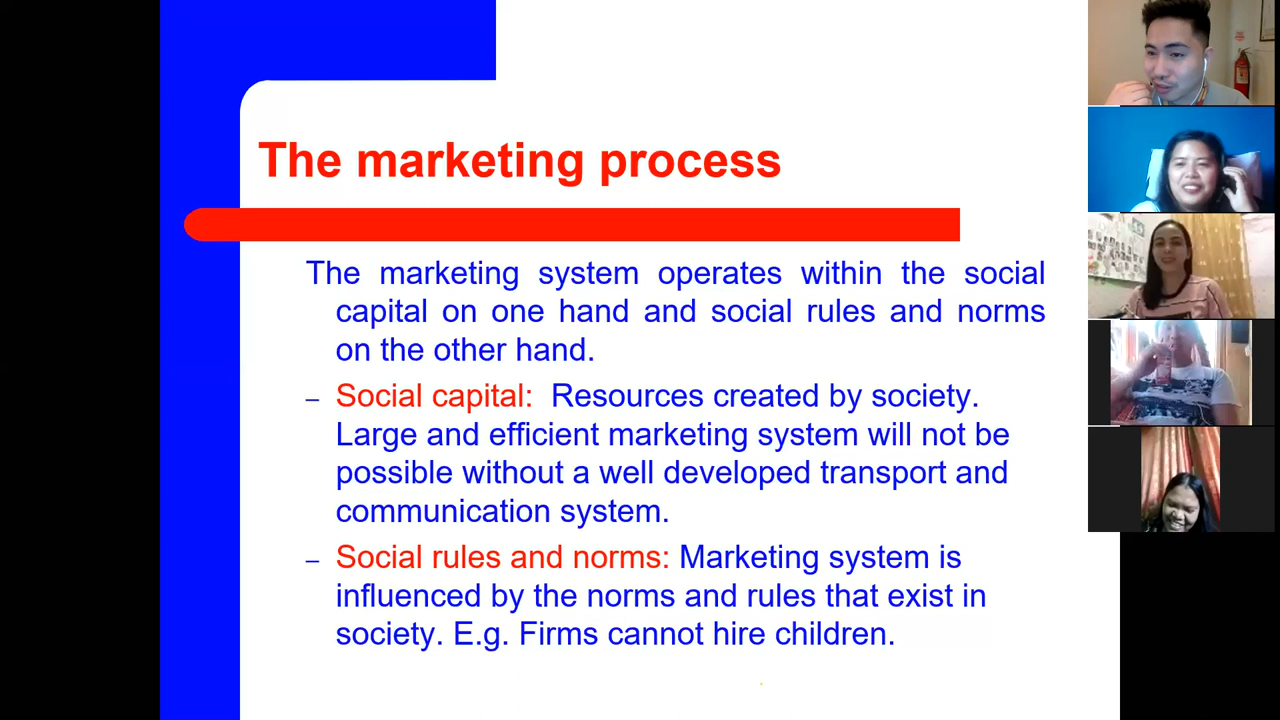 The marketing process
The marketing system operates within the social
capital on one hand and social rules and norms
on the other hand.
– Social capital: Resources created by society.
Large and efficient marketing system will not be
possible without a well developed transport and
communication system.
– Social rules and norms: Marketing system is
influenced by the norms and rules that exist in
society. E.g. Firms cannot hire children.